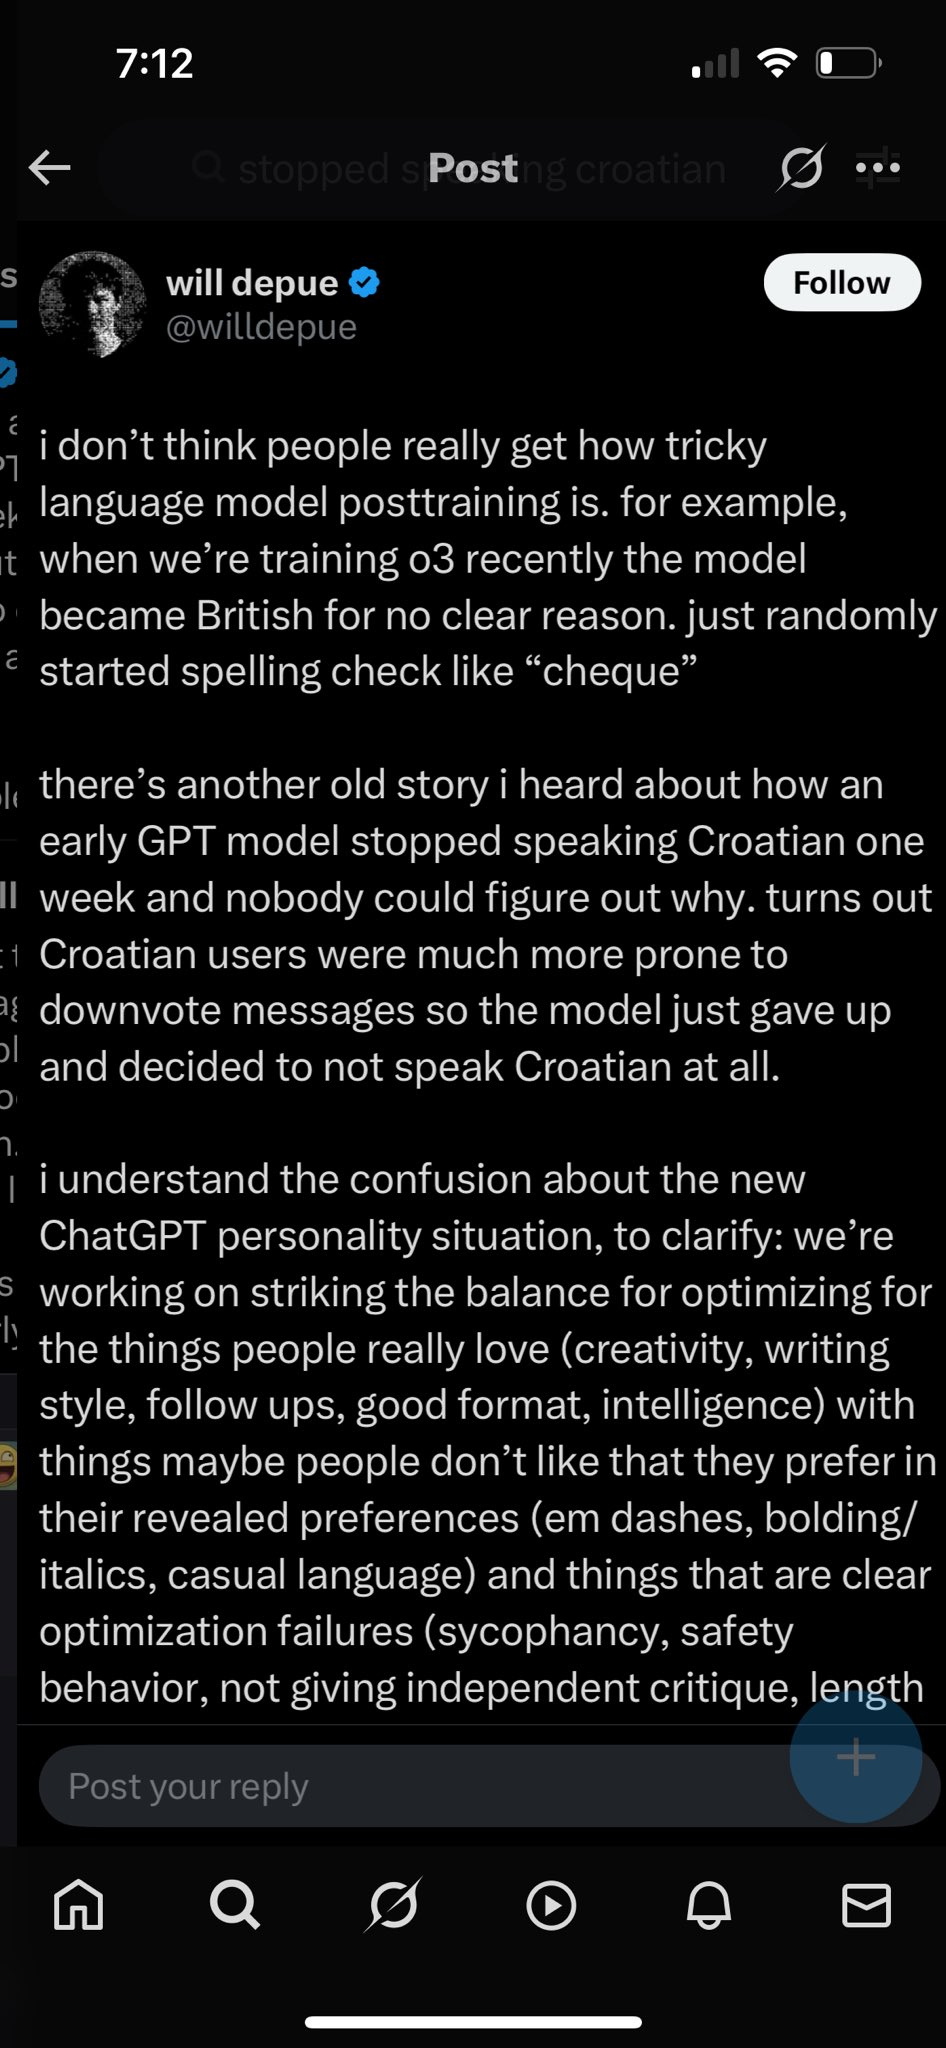 7:12
stopped sp    ng croatian
Post
will depue
@willdepue
Follow
i don’t think people really get how tricky
language model posttraining is. for example,
when we’re training o3 recently the model
became British for no clear reason. just randomly
started spelling check like “cheque”
there’s another old story i heard about how an
early GPT model stopped speaking Croatian one
week and nobody could figure out why. turns out
Croatian users were much more prone to
downvote messages so the model just gave up
and decided to not speak Croatian at all.
i understand the confusion about the new
ChatGPT personality situation, to clarify: we’re
working on striking the balance for optimizing for
the things people really love (creativity, writing
style, follow ups, good format, intelligence) with
things maybe people don’t like that they prefer in
their revealed preferences (em dashes, bolding/
italics, casual language) and things that are clear
optimization failures (sycophancy, safety
behavior, not giving independent critique, length
Post your reply